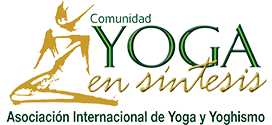 Comunidad
YOGA
en síntesis
Asociación Internacional de Yoga y Yoghismo